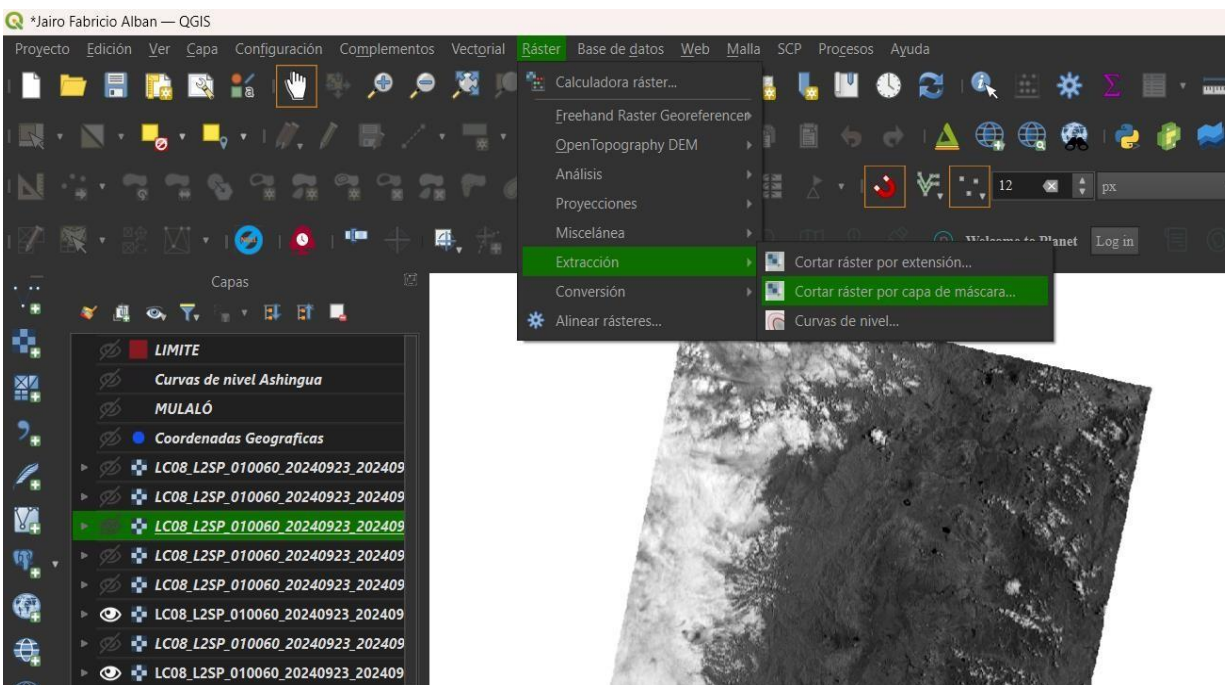 *Jairo Fabricio Alban — QGIS
Proyecto Edición Ver Capa Configuración Complementos Vectorial Ráster Base de datos Web Malla SCP Procesos Ayuda
Calculadora ráster...
Freehand Raster Georeferencer
OpenTopography DEM
Análisis
Proyecciones
Miscelánea
Extracción
Conversión
Alinear rásteres...
12 px
Welcome to Planet Log in
Cortar ráster por extensión...
Cortar ráster por capa de máscara...
Curvas de nivel...
Capas
LIMITE
Curvas de nivel Ashingua
MULALÓ
Coordenadas Geograficas
LC08_L2SP_010060_20240923_202409
LC08_L2SP_010060_20240923_202409
LC08_L2SP_010060_20240923_202409
LC08_L2SP_010060_20240923_202409
LC08_L2SP_010060_20240923_202409
LC08_L2SP_010060_20240923_202409
LC08_L2SP_010060_20240923_202409
LC08_L2SP_010060_20240923_202409